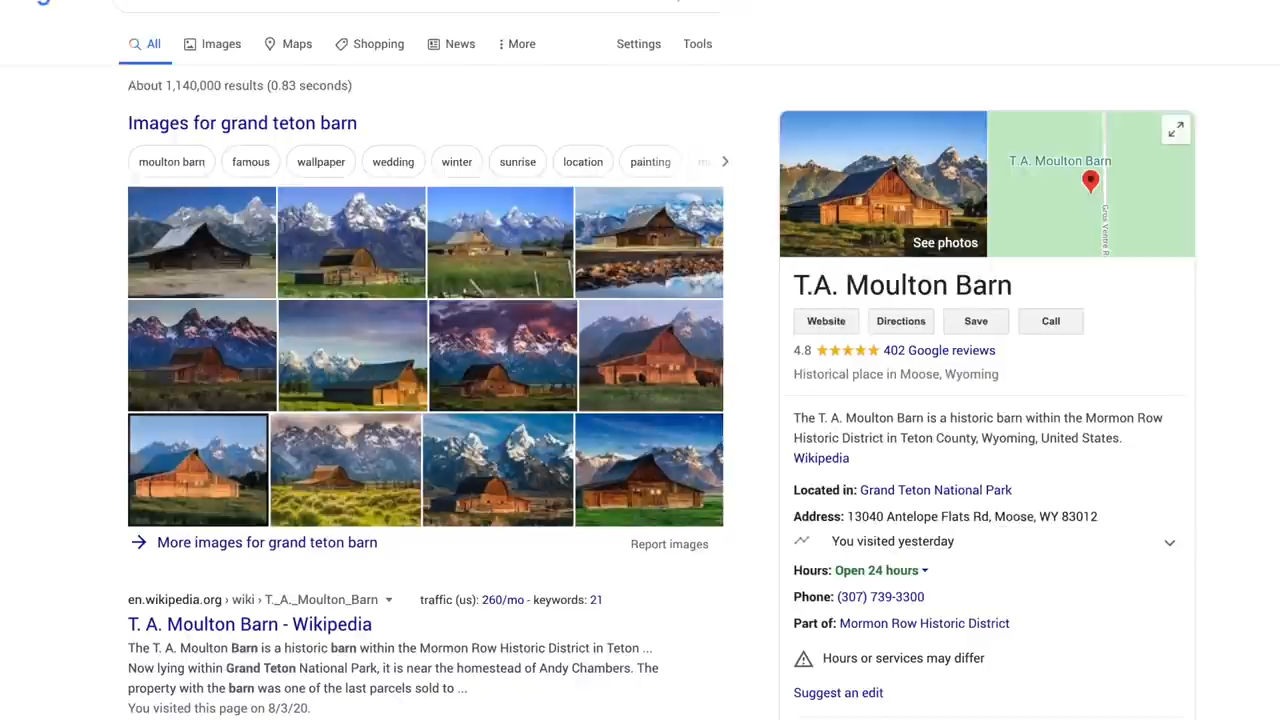 All
Images
Maps
Shopping
News
More
Settings
Tools
About 1,140,000 results (0.83 seconds)
Images for grand teton barn
moulton barn
famous
wallpaper
wedding
winter
sunrise
location
painting
More images for grand teton barn
Report images
en.wikipedia.org › wiki › T._A._Moulton_Barn
traffic (us): 260/mo - keywords: 21
T. A. Moulton Barn - Wikipedia
The T. A. Moulton Barn is a historic barn within the Mormon Row Historic District in Teton ...
Now lying within Grand Teton National Park, it is near the homestead of Andy Chambers. The
property with the barn was one of the last parcels sold to ...
You visited this page on 8/3/20.
See photos
T.A. Moulton Barn
T.A. Moulton Barn
Website
Directions
Save
Call
4.8
402 Google reviews
Historical place in Moose, Wyoming
The T. A. Moulton Barn is a historic barn within the Mormon Row
Historic District in Teton County, Wyoming, United States.
Wikipedia
Located in: Grand Teton National Park
Address: 13040 Antelope Flats Rd, Moose, WY 83012
You visited yesterday
Hours: Open 24 hours
Phone: (307) 739-3300
Part of: Mormon Row Historic District
Hours or services may differ
Suggest an edit